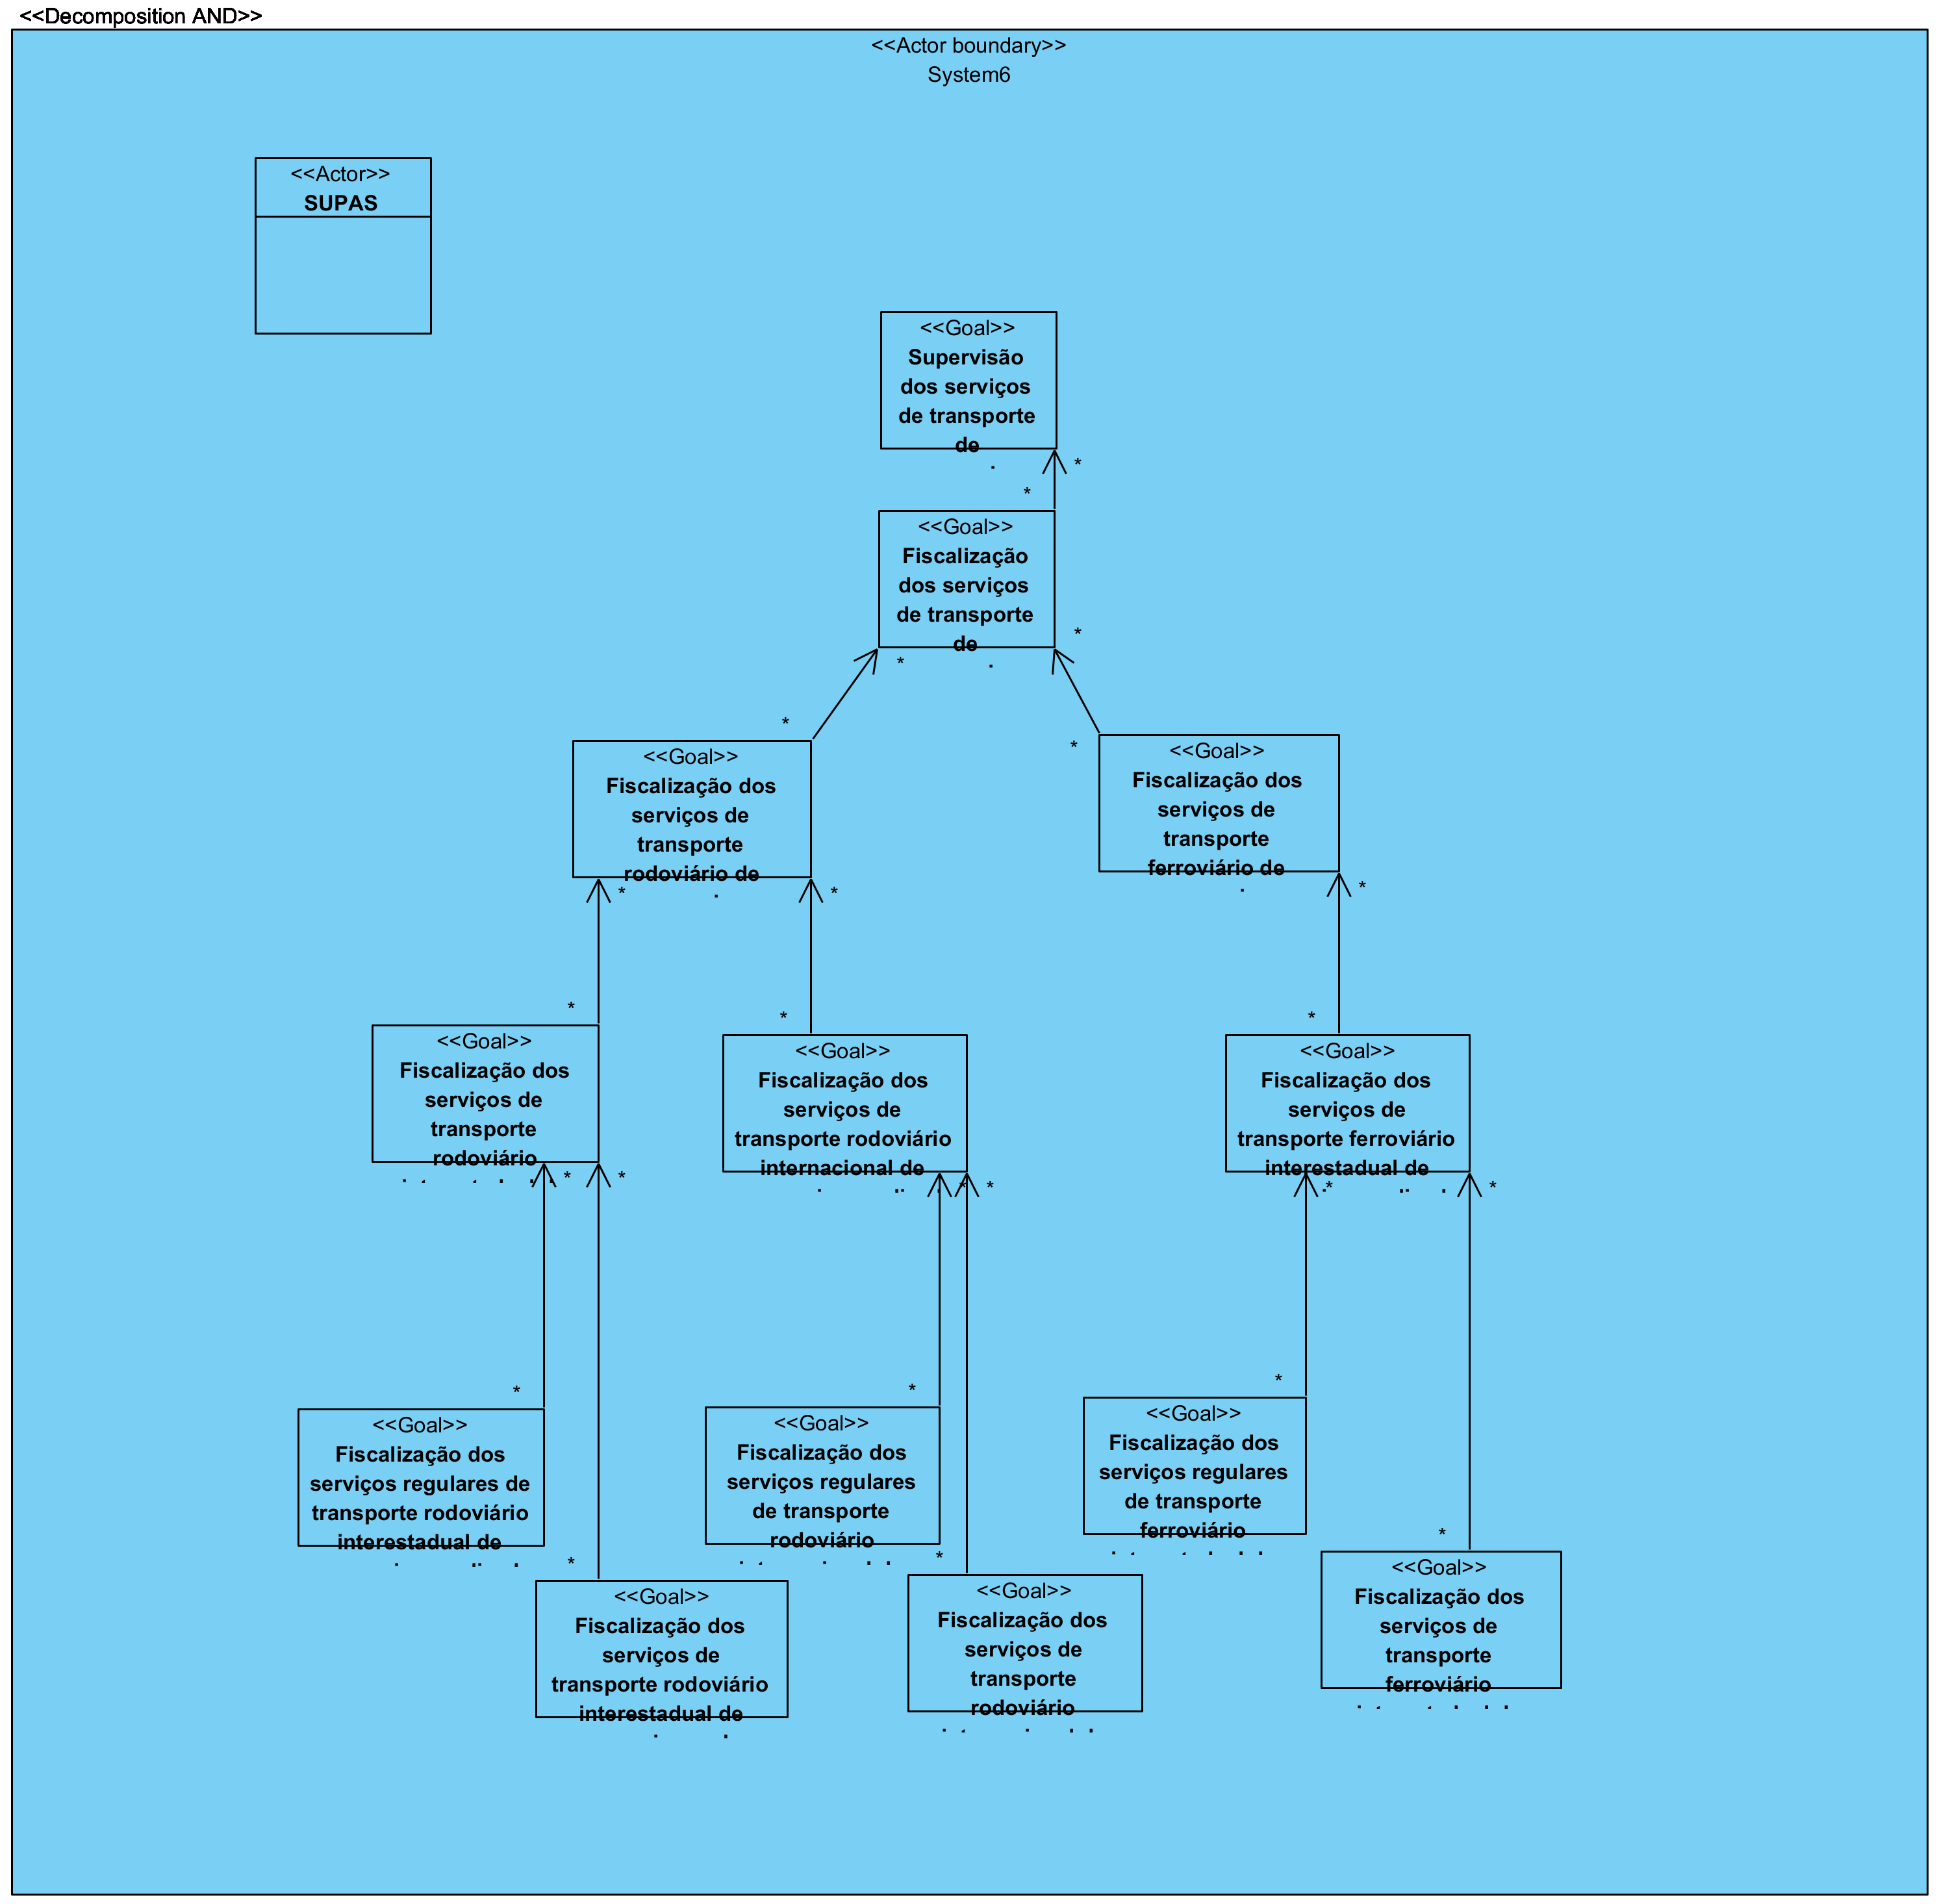 <<Decomposition AND>>
<<Actor boundary>>
System6
<<Actor>>
SUPAS
<<Goal>>
Supervisão
dos serviços
de transporte
de
*
*
<<Goal>>
Fiscalização
dos serviços
de transporte
de
*
*
*
*
<<Goal>>
Fiscalização dos
serviços de
transporte
rodoviário de
<<Goal>>
Fiscalização dos
serviços de
transporte
ferroviário de
*
*
*
*
*
*
<<Goal>>
Fiscalização dos
serviços de
transporte
rodoviário
<<Goal>>
Fiscalização dos
serviços de
transporte rodoviário
internacional de
<<Goal>>
Fiscalização dos
serviços de
transporte ferroviário
interestadual de
*
*
*
*
*
*
*
*
*
<<Goal>>
Fiscalização dos
serviços regulares de
transporte rodoviário
interestadual de
<<Goal>>
Fiscalização dos
serviços regulares
de transporte
rodoviário
<<Goal>>
Fiscalização dos
serviços regulares
de transporte
ferroviário
*
*
*
<<Goal>>
Fiscalização dos
serviços de
transporte rodoviário
interestadual de
<<Goal>>
Fiscalização dos
serviços de
transporte
rodoviário
<<Goal>>
Fiscalização dos
serviços de
transporte
ferroviário